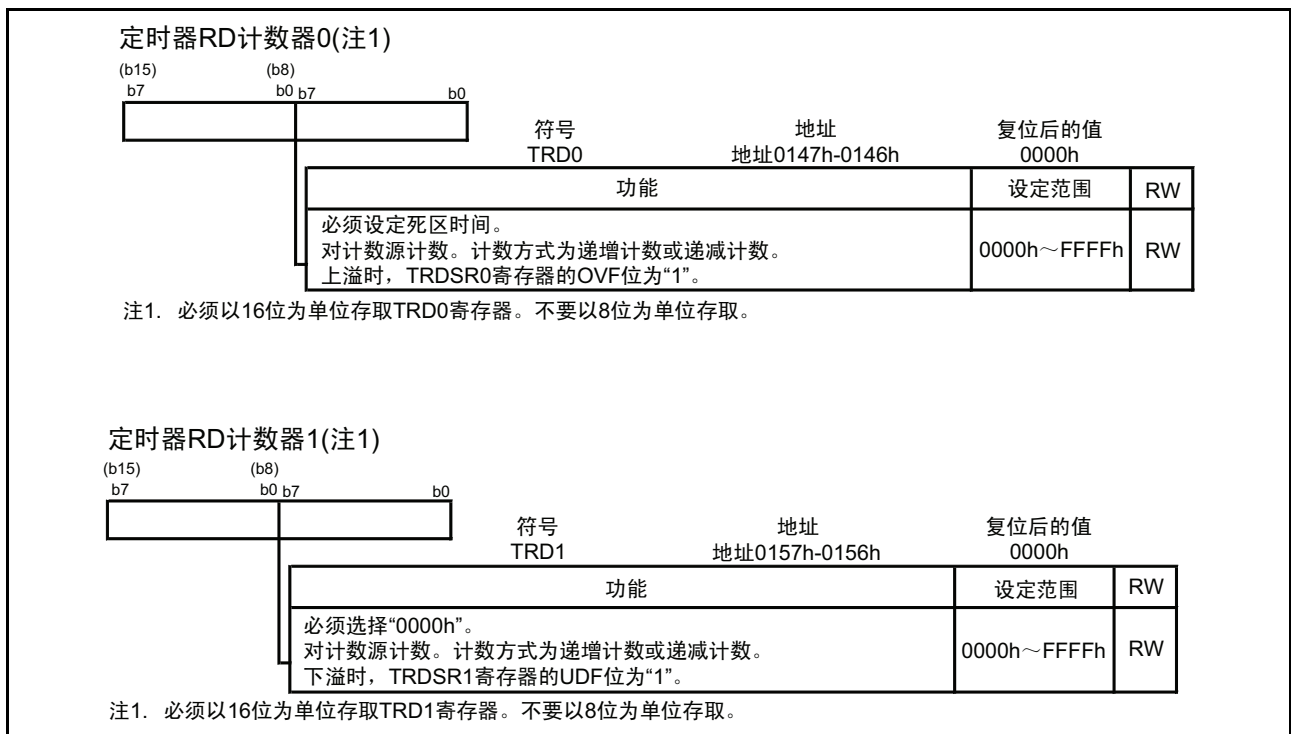 定时器RD计数器0(注1)
(b15) (b8)
b7 b0 b7 b0
符号 地址 复位后的值
TRD0 地址0147h-0146h 0000h
功能 设定范围 RW
必须设定死区时间。
对计数源计数。计数方式为递增计数或递减计数。
上溢时，TRDSR0寄存器的OVF位为“1”。
0000h～FFFFh RW
注1. 必须以16位为单位存取TRD0寄存器。不要以8位为单位存取。
定时器RD计数器1(注1)
(b15) (b8)
b7 b0 b7 b0
符号 地址 复位后的值
TRD1 地址0157h-0156h 0000h
功能 设定范围 RW
必须选择“0000h”。
对计数源计数。计数方式为递增计数或递减计数。
下溢时，TRDSR1寄存器的UDF位为“1”。
0000h～FFFFh RW
注1. 必须以16位为单位存取TRD1寄存器。不要以8位为单位存取。